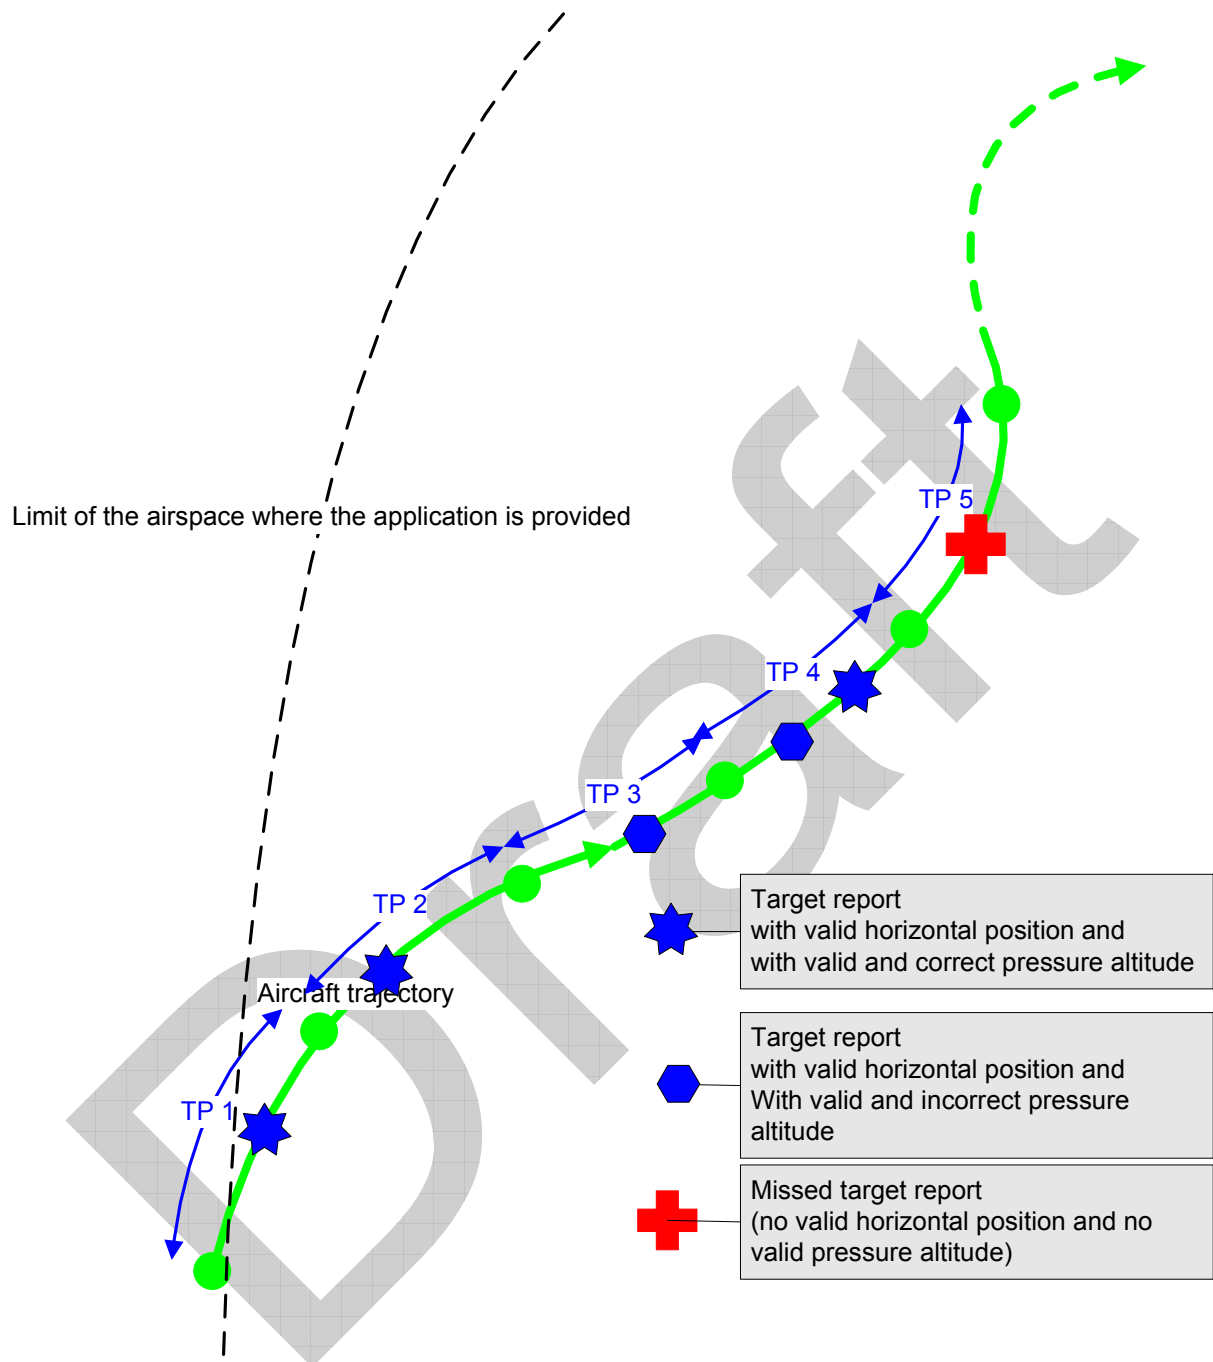 Limit of the airspace where the application is provided
TP 5
TP 4
TP 3
TP 2
Aircraft trajectory
TP 1
Target report
with valid horizontal position and
with valid and correct pressure altitude
Target report
with valid horizontal position and
With valid and incorrect pressure
altitude
Missed target report
(no valid horizontal position and no
valid pressure altitude)
Draft